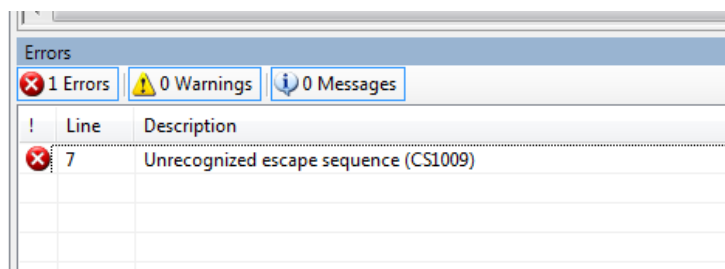 Errors
1 Errors 0 Warnings 0 Messages
! Line Description
7 Unrecognized escape sequence (CS1009)